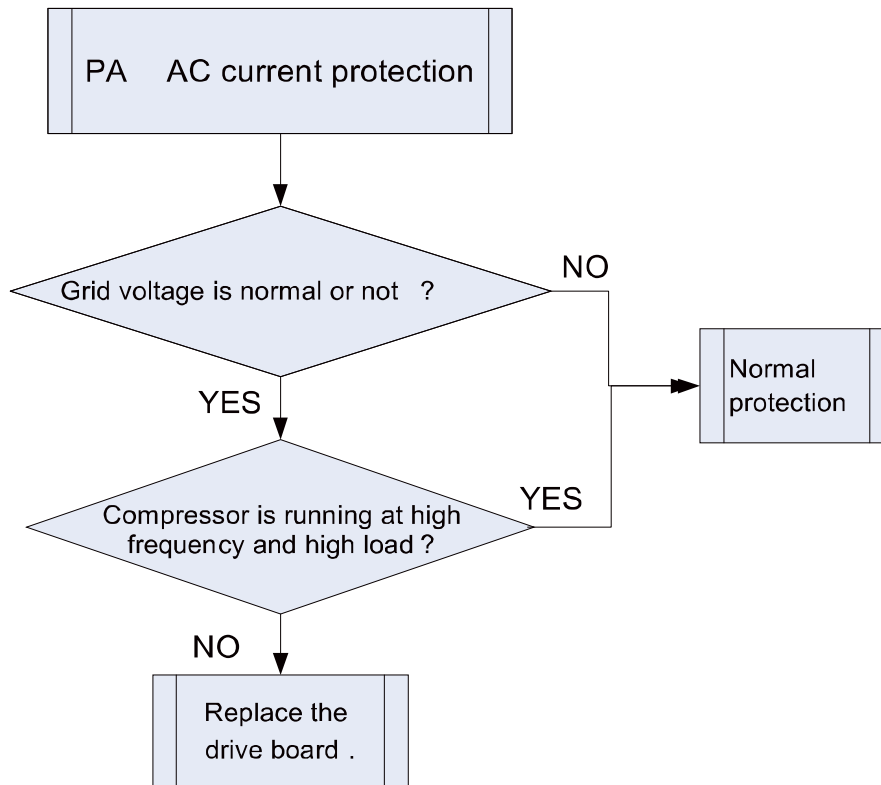 PA AC current protection
Grid voltage is normal or not ?
NO
Normal
protection
YES
Compressor is running at high
frequency and high load ?
YES
NO
Replace the
drive board .